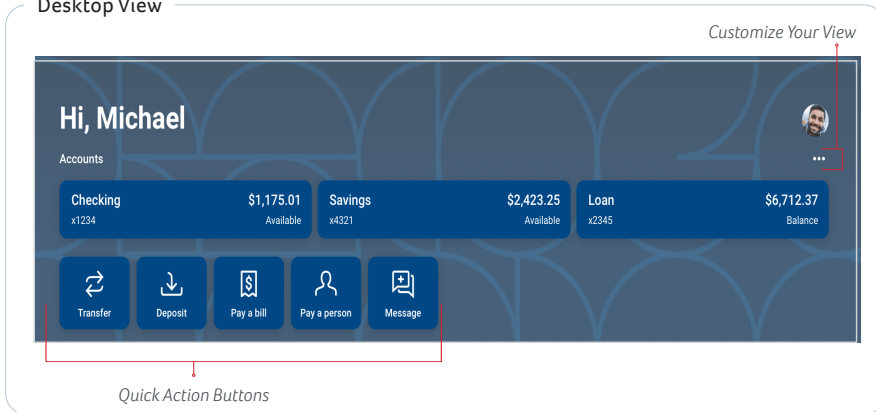 Desktop View
Customize Your View
Hi, Michael
Accounts
Checking $1,175.01 Savings $2,423.25 Loan $6,712.37
x1234 Available x4321 Available x2345 Balance
Transfer Deposit Pay a bill Pay a person Message
Quick Action Buttons